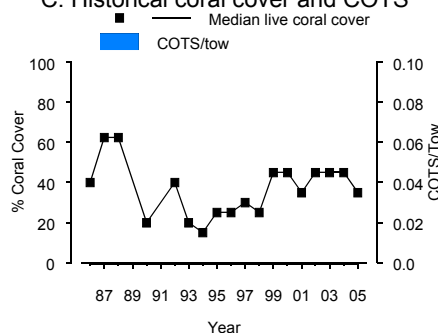 C. Historical coral cover and COTS
Median live coral cover
COTS/tow
100
80
60
40
20
0
% Coral Cover
0.10
0.08
0.06
0.04
0.02
0.0
COTS/Tow
87 89 91 93 95 97 99 01 03 05
Year